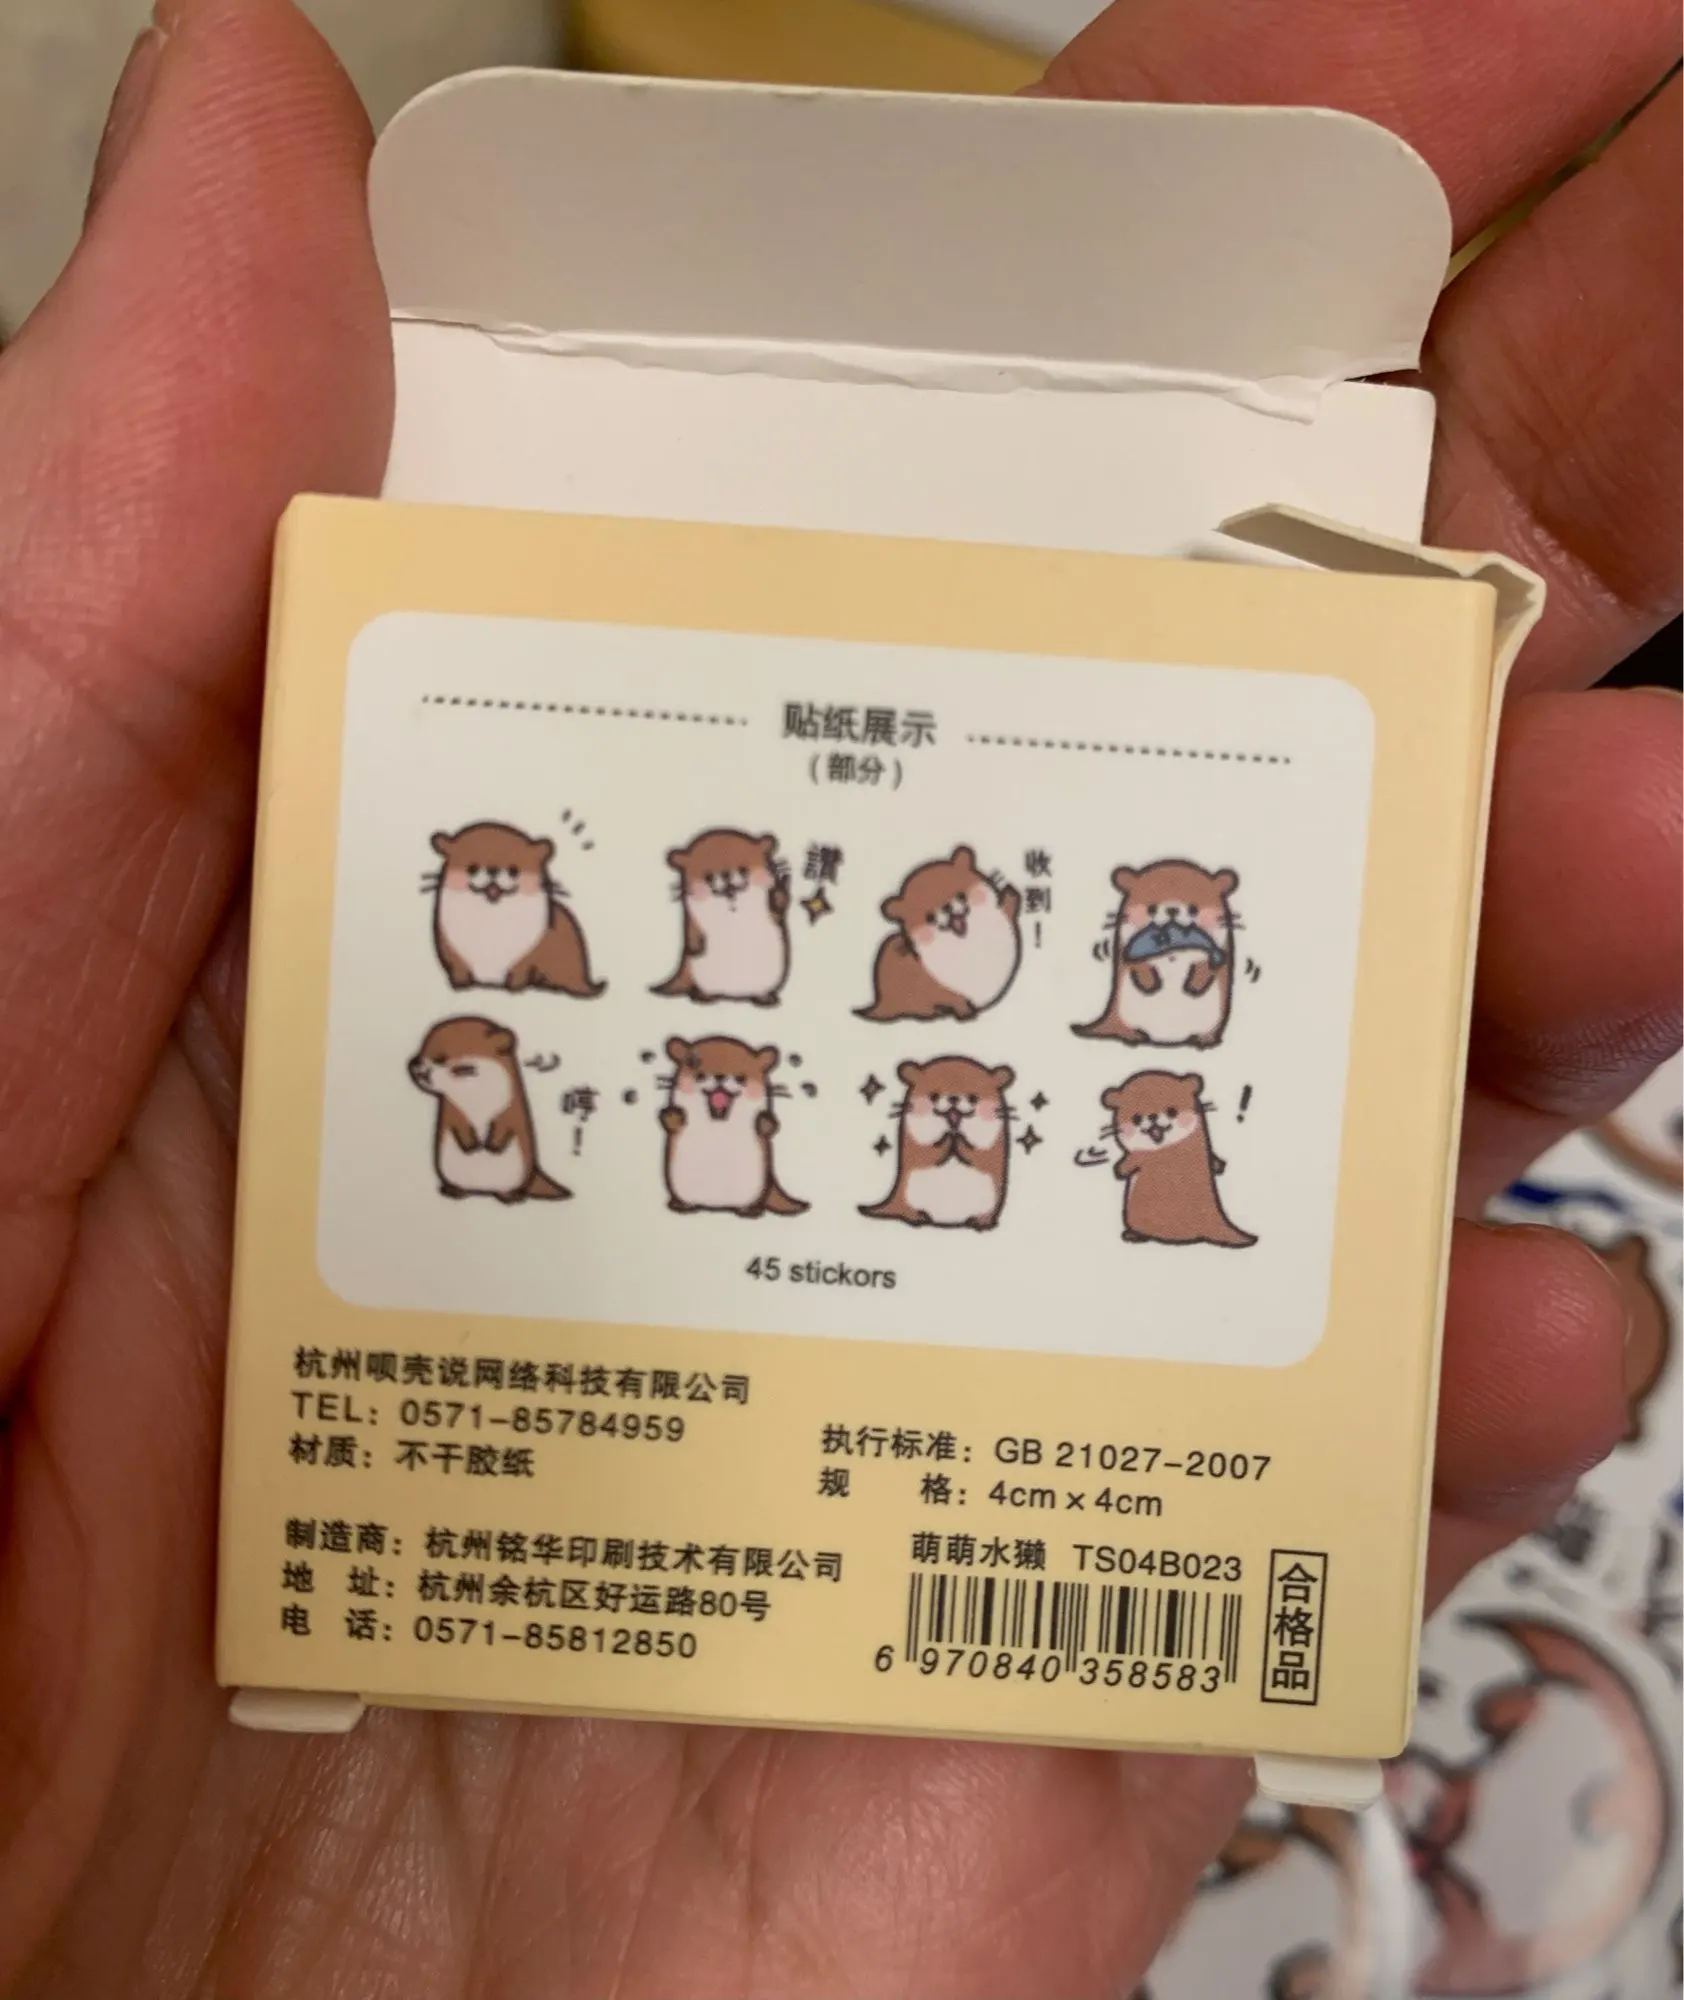 贴纸展示
(部分)
讚
收到!
哼!
!
45 stickors
杭州呗壳说网络科技有限公司
TEL: 0571-85784959
材质: 不干胶纸
执行标准: GB 21027-2007
规 格: 4cm×4cm
制造商: 杭州铭华印刷技术有限公司
地 址: 杭州余杭区好运路80号
电 话: 0571-85812850
萌萌水獭 TS04B023
6 970840 358583
合格品